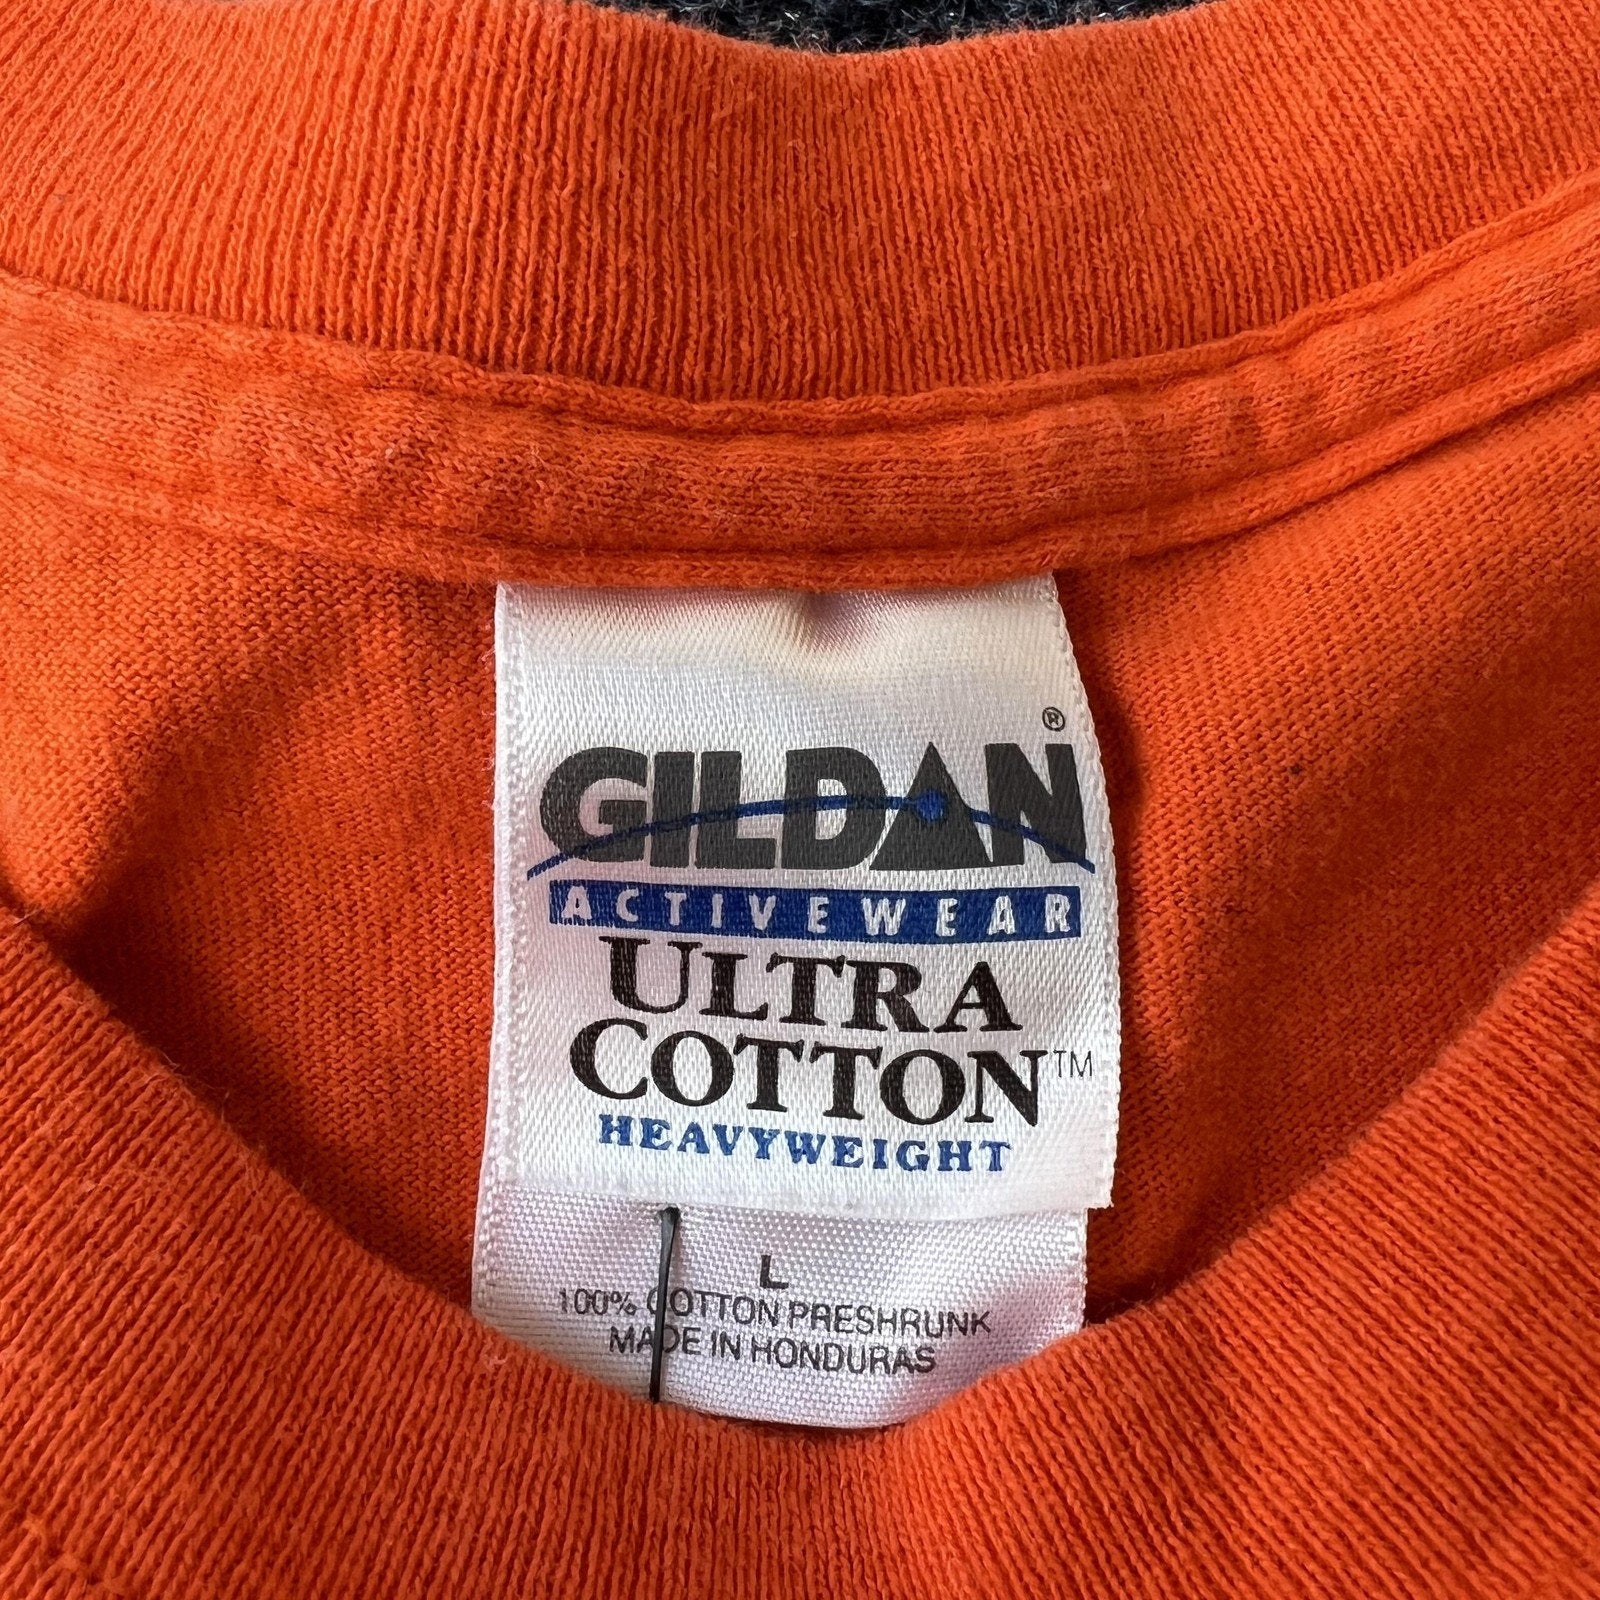 GILDAN®
ACTIVEWEAR
ULTRA
COTTON™
HEAVYWEIGHT
L
100% COTTON PRESHRUNK
MADE IN HONDURAS